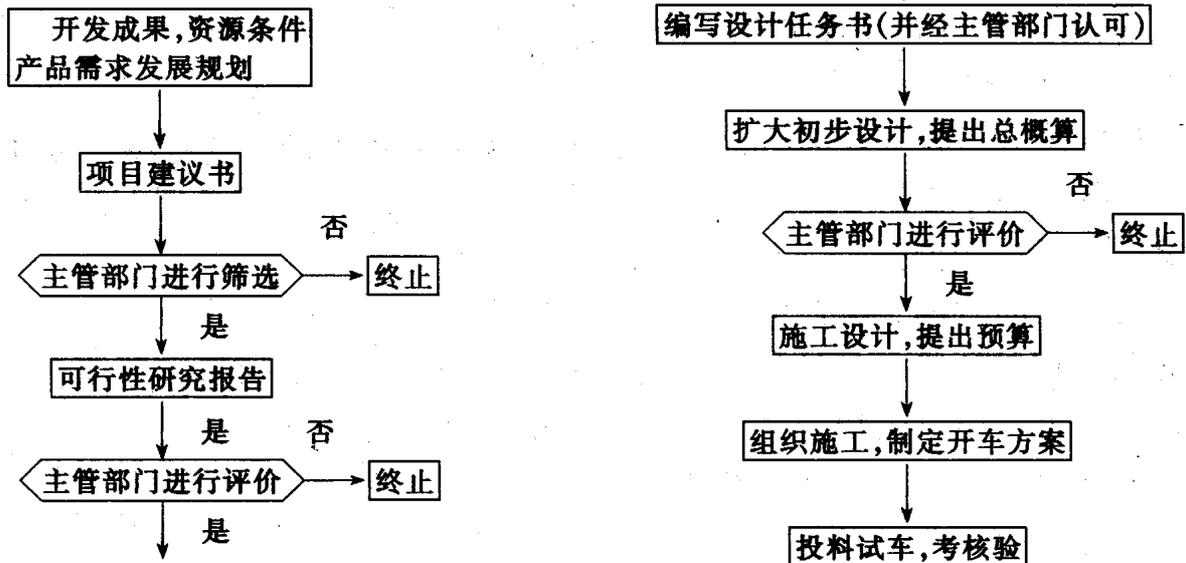 开发成果,资源条件
产品需求发展规划
项目建议书
否
主管部门进行筛选
终止
是
可行性研究报告
是
否
主管部门进行评价
终止
是
编写设计任务书(并经主管部门认可)
扩大初步设计,提出总概算
否
主管部门进行评价
终止
是
施工设计,提出预算
组织施工,制定开车方案
投料试车,考核验